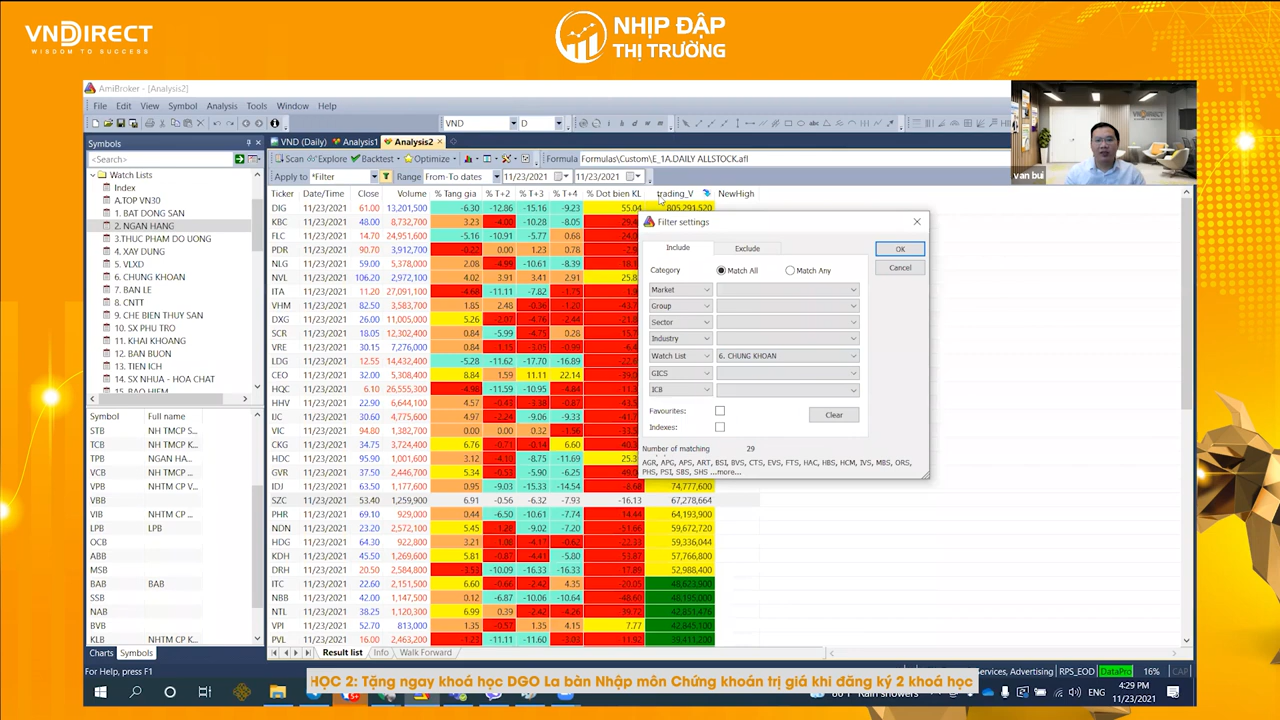 VNDIRECT
WISDOM TO SUCCESS
NHỊP ĐẬP
THỊ TRƯỜNG
AmiBroker - [Analysis2]
File Edit View Symbol Analysis Tools Window Help
VND D
Symbols
VND (Daily) Analysis1 Analysis2
<Search>
Scan Explore Backtest Optimize Formula Formulas\Custom\E_1A.DAILY ALLSTOCK.afl
Apply to *Filter Range From-To dates 11/23/2021 11/23/2021
Watch Lists
Index
A.TOP VN30
1. BAT DONG SAN
2. NGAN HANG
3.THUC PHAM DO UONG
4. XAY DUNG
5. VLXD
6. CHUNG KHOAN
7. BAN LE
8. CNTT
9. CHE BIEN THUY SAN
10. SX PHU TRO
11. KHAI KHOANG
12. BAN BUON
13. TIEN ICH
14. SX NHUA - HOA CHAT
15. BAO HIEM
Symbol Full name
STB NH TMCP S...
TCB NH TMCP K...
TPB NGAN HA...
VCB NH TMCP N...
VPB NH TMCP V ...
VBB NHTM CP ...
LPB LPB
OCB
ABB
MSB
BAB BAB
SSB
NAB
BVB
KLB NHTM CP K...
Charts Symbols
Ticker Date/Time Close Volume % Tang gia % T+2 % T+3 % T+4 % Dot bien KL trading_V NewHigh
DIG 11/23/2021 61.00 13,201,500 -6.30 -12.86 -15.16 -9.23 55.04 805,291,520
KBC 11/23/2021 48.00 8,732,700 3.23 -4.00 -10.28 -8.05
FLC 11/23/2021 14.70 24,951,500 -5.16 -10.91 -5.77 0.68
PDR 11/23/2021 90.70 3,912,700 -0.22 0.00 1.23 0.78
NLG 11/23/2021 59.00 5,378,000 2.08 -4.99 -10.61 -8.39
NVL 11/23/2021 106.20 2,972,100 4.02 3.91 3.41 2.91
ITA 11/23/2021 11.20 27,091,100 -4.68 -11.11 -7.82 -1.75
VHM 11/23/2021 82.50 3,583,700 1.85 2.48 -0.36 -1.20
DXG 11/23/2021 26.00 11,005,000 5.26 -2.07 -4.76 -2.44
SCR 11/23/2021 18.05 12,302,400 0.84 -5.99 -4.75 0.28
VRE 11/23/2021 30.15 7,276,000 0.84 -1.15 -3.05 -0.99
LDG 11/23/2021 12.55 14,432,400 -5.28 -11.62 -17.70 -16.89
CEO 11/23/2021 32.00 5,308,400 8.84 1.59 11.11 22.14
HQC 11/23/2021 6.10 26,555,300 -4.98 -11.59 -10.95 -4.84
HHV 11/23/2021 22.90 6,644,100 4.57 -0.43 -3.38 -0.87
IJC 11/23/2021 30.60 4,775,600 4.97 -2.24 -9.06 -9.33
VIC 11/23/2021 94.80 1,382,700 0.00 0.00 0.32 -1.56
CKG 11/23/2021 34.75 3,724,400 6.76 -0.71 -0.14 6.60
HDC 11/23/2021 95.90 1,310,000 3.12 -4.10 -8.75 -11.69
GVR 11/23/2021 37.50 2,446,700 5.34 -0.53 -5.90 -6.25
IDJ 11/23/2021 63.50 1,177,600 0.95 -9.03 -15.33 -14.54 -8.68 74,777,600
SZC 11/23/2021 53.40 1,259,900 6.91 -0.56 -6.32 -7.93 -16.13 67,278,664
PHR 11/23/2021 69.10 929,000 0.44 -6.50 -10.61 -7.74 14.44 64,193,900
NDN 11/23/2021 23.20 2,572,100 5.45 -1.28 -9.02 -7.20 -51.66 59,672,720
HDG 11/23/2021 64.30 922,800 3.21 1.08 -4.17 -0.62 -22.33 59,336,044
KDH 11/23/2021 45.50 1,269,600 5.81 -0.87 -4.41 -5.80 53.87 57,766,800
DRH 11/23/2021 20.50 2,584,800 -3.53 -10.09 -16.33 -16.33 -17.89 52,988,400
ITC 11/23/2021 22.60 2,151,500 6.60 -0.66 -2.42 4.35 -20.05 48,623,900
NBB 11/23/2021 42.00 1,147,500 0.12 -6.87 -10.06 -10.64 -48.60 48,195,000
NTL 11/23/2021 38.25 1,120,300 6.99 0.39 -2.42 -4.26 39.72 42,851,476
VPI 11/23/2021 52.70 813,000 1.35 -0.57 1.35 4.15 7.77 42,845,100
PVL 11/23/2021 16.00 2,463,200 -1.23 -11.11 -11.60 -3.03 11.92 39,411,200
Result list Info Walk Forward
Filter settings
Include Exclude
OK
Cancel
Category Match All Match Any
Market
Group
Sector
Industry
Watch List 6. CHUNG KHOAN
GICS
ICB
Favourites:
Indexes:
Clear
Number of matching 29
AGR, APG, APS, ART, BSI, BVS, CTS, EVS, FTS, HAC, HBS, HCM, IVS, MBS, ORS,
PHS, PSI, SBS, SHS ...more...
VNDIRECT
van bui
For Help, press F1
ervices, Advertising RPS_EOD DataPro 16% CAP
HỌC 2: Tặng ngay khoá học DGO La bàn Nhập môn Chứng khoán trị giá khi đăng ký 2 khoá học
ENG 4:29 PM
11/23/2021